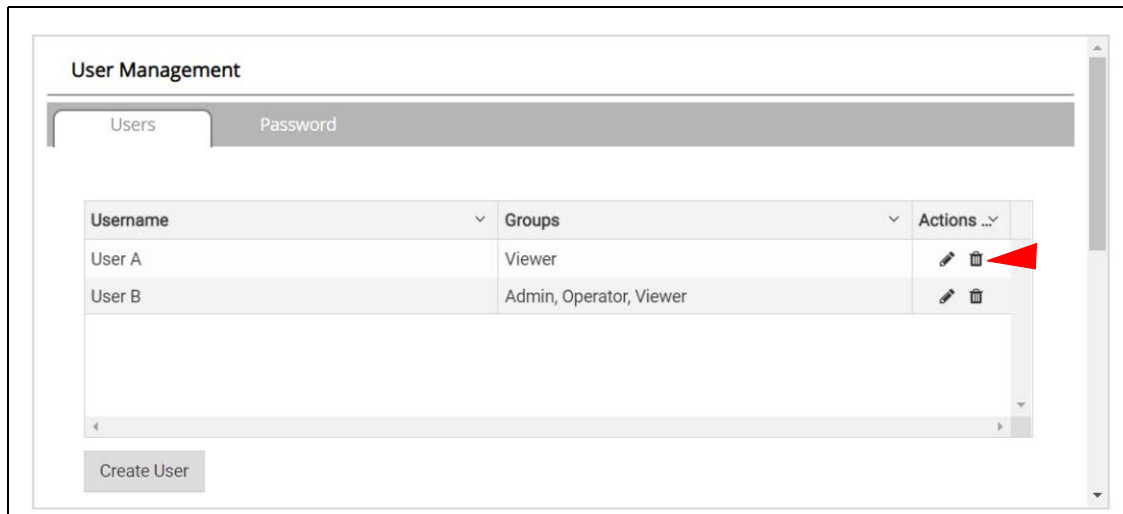 User Management
Users Password
Username Groups Actions ...
User A Viewer
User B Admin, Operator, Viewer
Create User